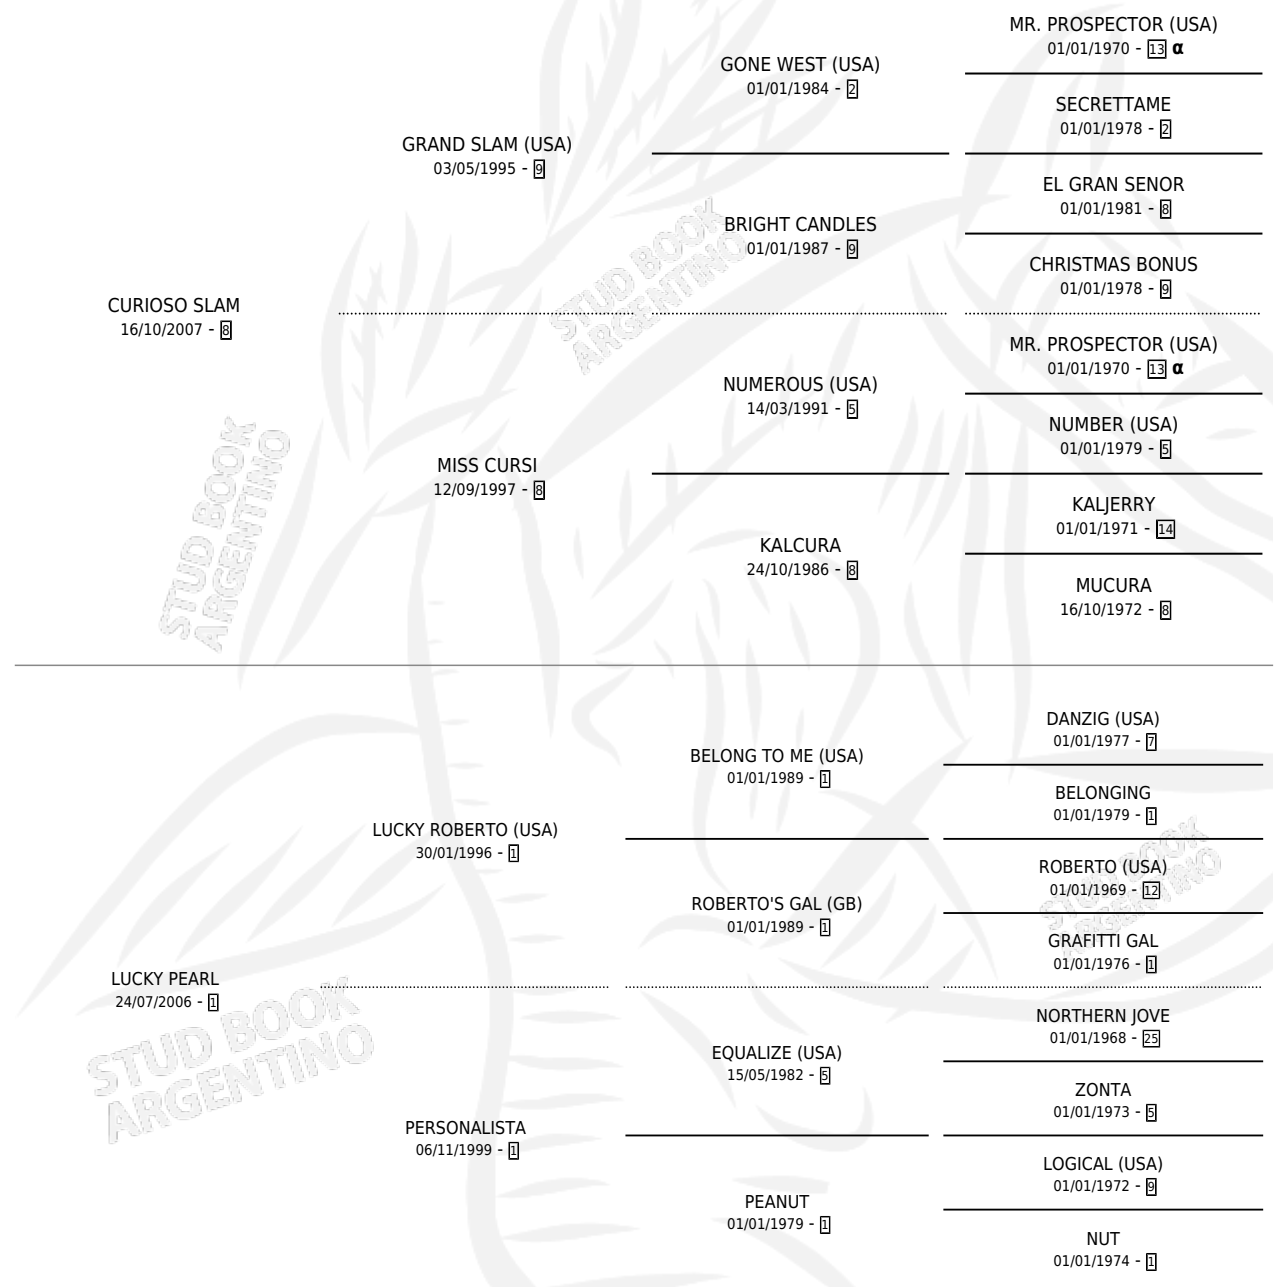 MR. PROSPECTOR (USA)
01/01/1970 - 13 α
GONE WEST (USA)
01/01/1984 - 2
SECRETTAME
01/01/1978 - 2
GRAND SLAM (USA)
03/05/1995 - 9
EL GRAN SENOR
01/01/1981 - 8
BRIGHT CANDLES
01/01/1987 - 9
CHRISTMAS BONUS
01/01/1978 - 9
CURIOSO SLAM
16/10/2007 - 8
STUD BOOK
ARGENTINO
MR. PROSPECTOR (USA)
01/01/1970 - 13 α
NUMEROUS (USA)
14/03/1991 - 5
NUMBER (USA)
01/01/1979 - 5
MISS CURSI
12/09/1997 - 8
KALJERRY
01/01/1971 - 14
KALCURA
24/10/1986 - 8
MUCURA
16/10/1972 - 8
STUD BOOK
ARGENTINO
DANZIG (USA)
01/01/1977 - 7
BELONG TO ME (USA)
01/01/1989 - 1
BELONGING
01/01/1979 - 1
LUCKY ROBERTO (USA)
30/01/1996 - 1
ROBERTO (USA)
01/01/1969 - 12
ROBERTO'S GAL (GB)
01/01/1989 - 1
GRAFITTI GAL
01/01/1976 - 1
STUD BOOK
ARGENTINO
LUCKY PEARL
24/07/2006 - 1
NORTHERN JOVE
01/01/1968 - 25
EQUALIZE (USA)
15/05/1982 - 5
ZONTA
01/01/1973 - 5
PERSONALISTA
06/11/1999 - 1
LOGICAL (USA)
01/01/1972 - 9
PEANUT
01/01/1979 - 1
NUT
01/01/1974 - 1
STUD BOOK
ARGENTINO